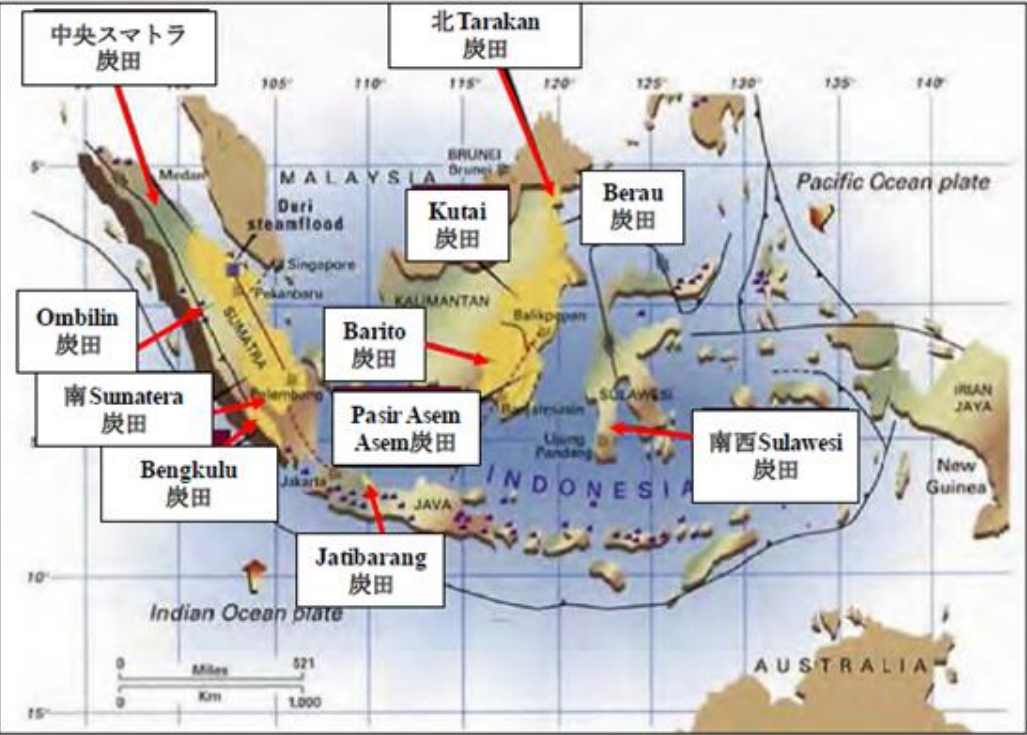 中央スマトラ
炭田
北Tarakan
炭田
105°
110°
115°
120°
125°
130°
135°
140°
5°
Medan
MALAYSIA
BRUNEI
Brunei
Pacific Ocean plate
Duri
steamflood
Kutai
炭田
Berau
炭田
Singapore
Pekanbaru
KALIMANTAN
Ombilin
炭田
SUMATRA
Barito
炭田
Balikpapan
南Sumatera
炭田
Palembang
Pasir Asem
Asem炭田
Banjarmasin
SULAWESI
IRIAN
JAYA
Bengkulu
炭田
Ujung
Pandang
南西Sulawesi
炭田
Jakarta
JAVA
INDONESIA
New
Guinea
Jatibarang
炭田
10°
Indian Ocean plate
0
521
Miles
Km
0
1,000
AUSTRALIA
15°